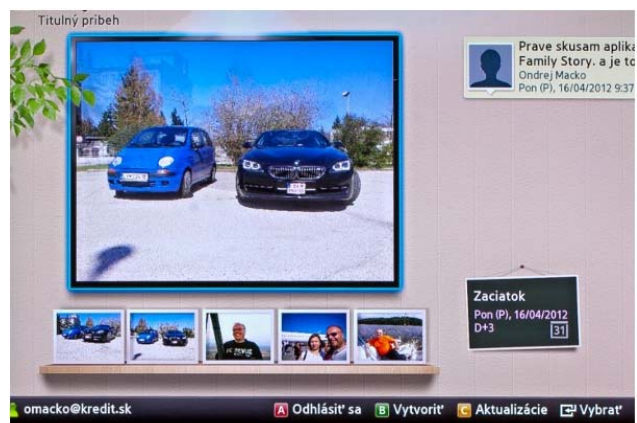 Titulný príbeh
Prave skusam aplika
Family Story. a je to
Ondrej Macko
Pon (P), 16/04/2012 9:37
Zaciatok
Pon (P), 16/04/2012
D+3
31
omacko@kredit.sk
A Odhlásiť sa
B Vytvoriť
C Aktualizácie
Vybrať